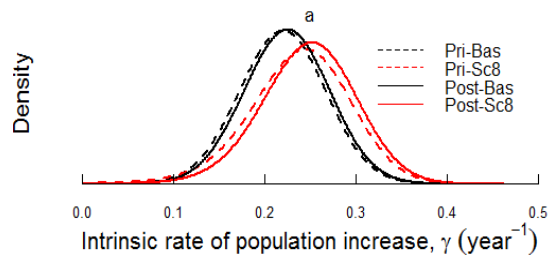 a
Density
Pri-Bas
Pri-Sc8
Post-Bas
Post-Sc8
0.0 0.1 0.2 0.3 0.4 0.5
Intrinsic rate of population increase, γ (year⁻¹)